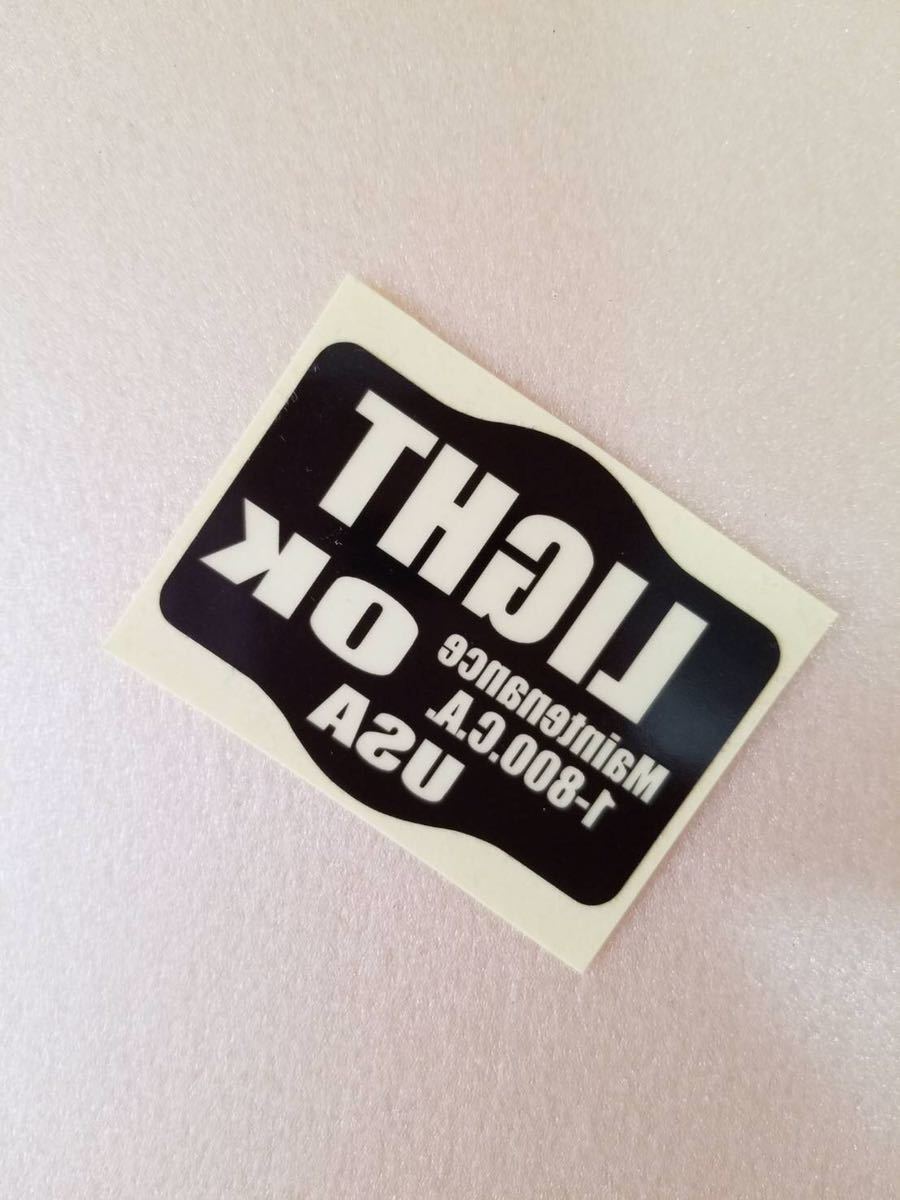 LIGHT
OK
Maintenance
1-800.C.A.
USA